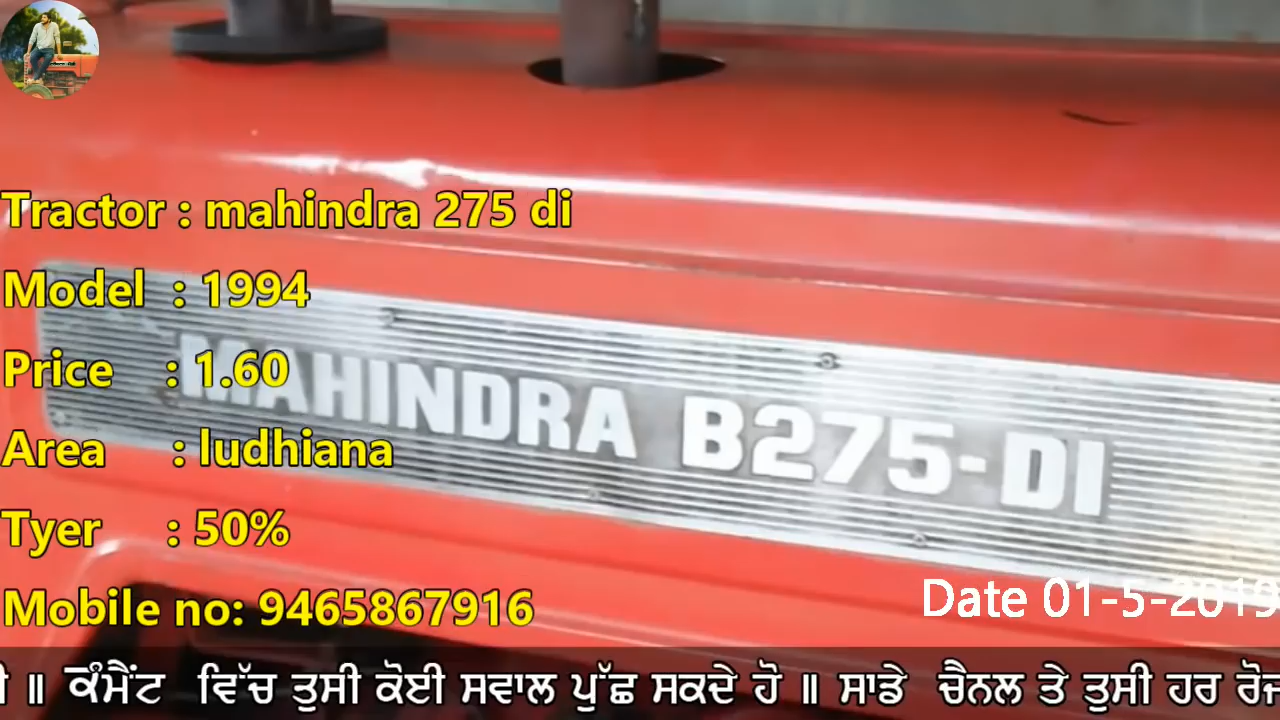 Tractor : mahindra 275 di
Model : 1994
Price : 1.60
MAHINDRA B275-DI
Area : ludhiana
Tyer : 50%
Mobile no: 9465867916
Date 01-5-2019
॥ ਕੰਮੈਂਟ ਵਿੱਚ ਤੁਸੀ ਕੋਈ ਸਵਾਲ ਪੁੱਛ ਸਕਦੇ ਹੋ ॥ ਸਾਡੇ ਚੈਨਲ ਤੇ ਤੁਸੀ ਹਰ ਰੋਜ